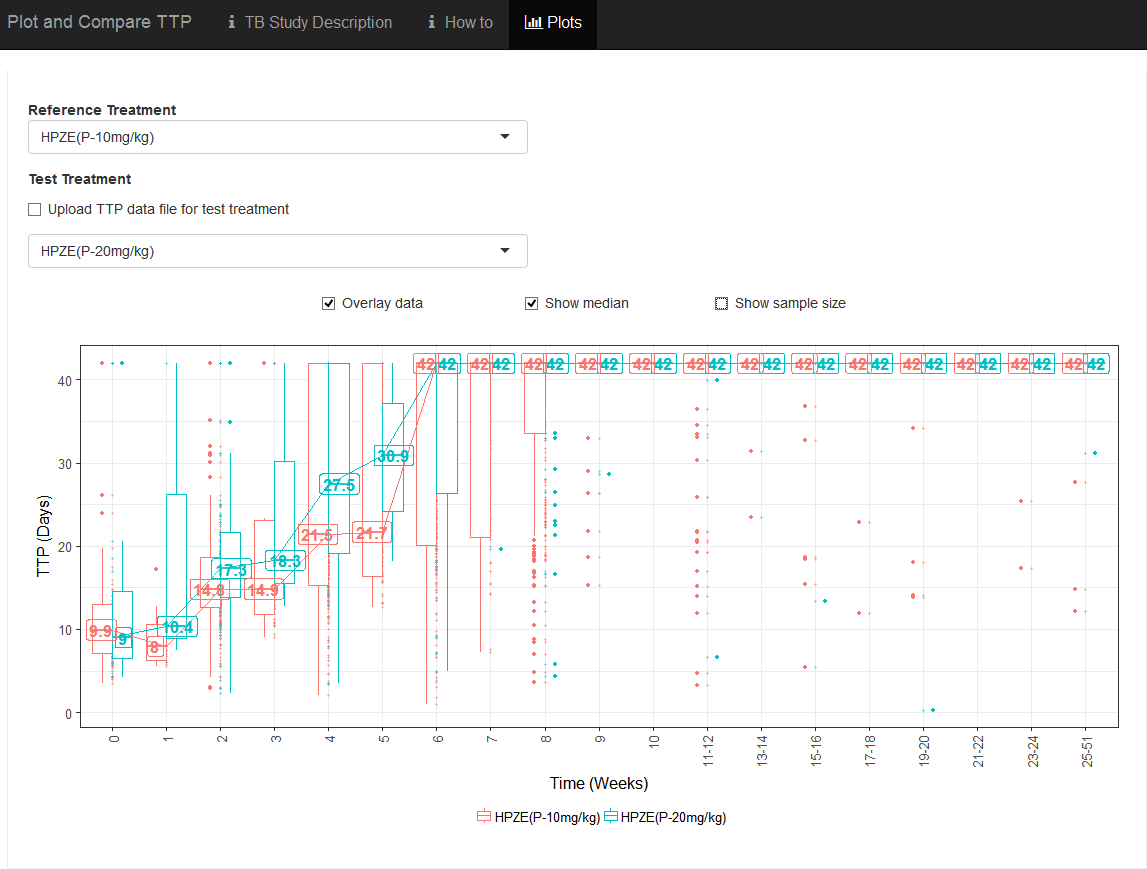 Plot and Compare TTP TB Study Description How to Plots
Reference Treatment
HPZE(P-10mg/kg)
Test Treatment
Upload TTP data file for test treatment
HPZE(P-20mg/kg)
Overlay data Show median Show sample size
42 42 42 42 42 42 42 42 42 42 42 42 42 42 42 42 42 42 42 42 42 42 42 42 42 42
40
30.9
30
27.5
21.5 21.7
20
18.3
17.3
14.8 14.9
10.4
10
9.9
9
8
0
TTP (Days)
0 1 2 3 4 5 6 7 8 9 10 11-12 13-14 15-16 17-18 19-20 21-22 23-24 25-51
Time (Weeks)
HPZE(P-10mg/kg) HPZE(P-20mg/kg)